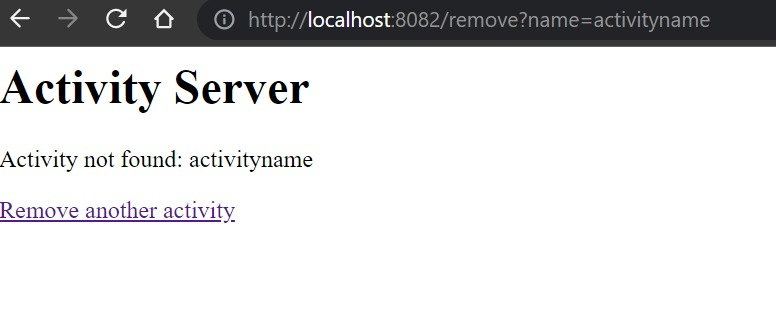 http://localhost:8082/remove?name=activityname
Activity Server
Activity not found: activityname
Remove another activity